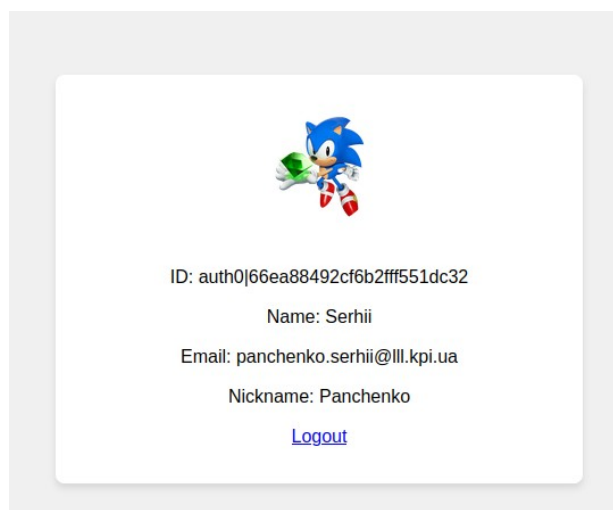 ID: auth0|66ea88492cf6b2fff551dc32
Name: Serhii
Email: panchenko.serhii@lll.kpi.ua
Nickname: Panchenko
Logout